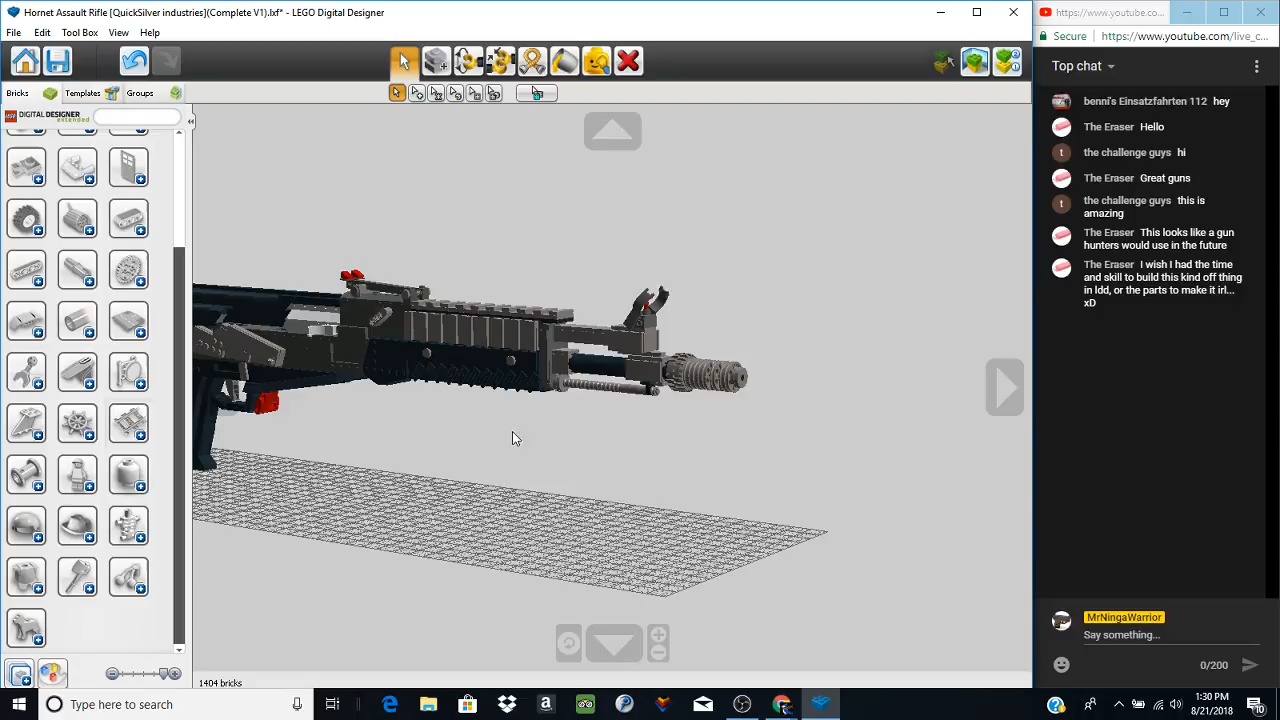 Hornet Assault Rifle [QuickSilver industries](Complete V1).lxf* - LEGO Digital Designer
File Edit Tool Box View Help
Bricks Templates Groups
LEGO DIGITAL DESIGNER
extended
1404 bricks
https://www.youtube.co...
Secure https://www.youtube.com/live_c...
Top chat
benni's Einsatzfahrten 112 hey
The Eraser Hello
t the challenge guys hi
The Eraser Great guns
t the challenge guys this is
amazing
The Eraser This looks like a gun
hunters would use in the future
The Eraser I wish I had the time
and skill to build this kind off thing
in ldd, or the parts to make it irl...
xD
MrNingaWarrior
Say something...
0/200
Type here to search
1:30 PM
8/21/2018
10